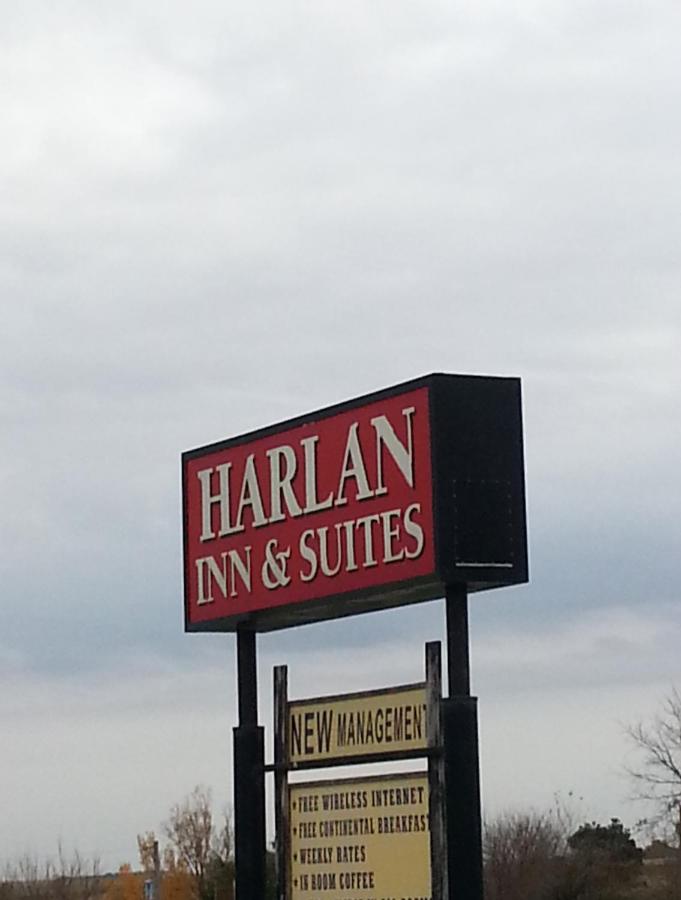 HARLAN
INN & SUITES
NEW MANAGEMENT
• FREE WIRELESS INTERNET
• FREE CONTINENTAL BREAKFAST
• WEEKLY RATES
• IN ROOM COFFEE